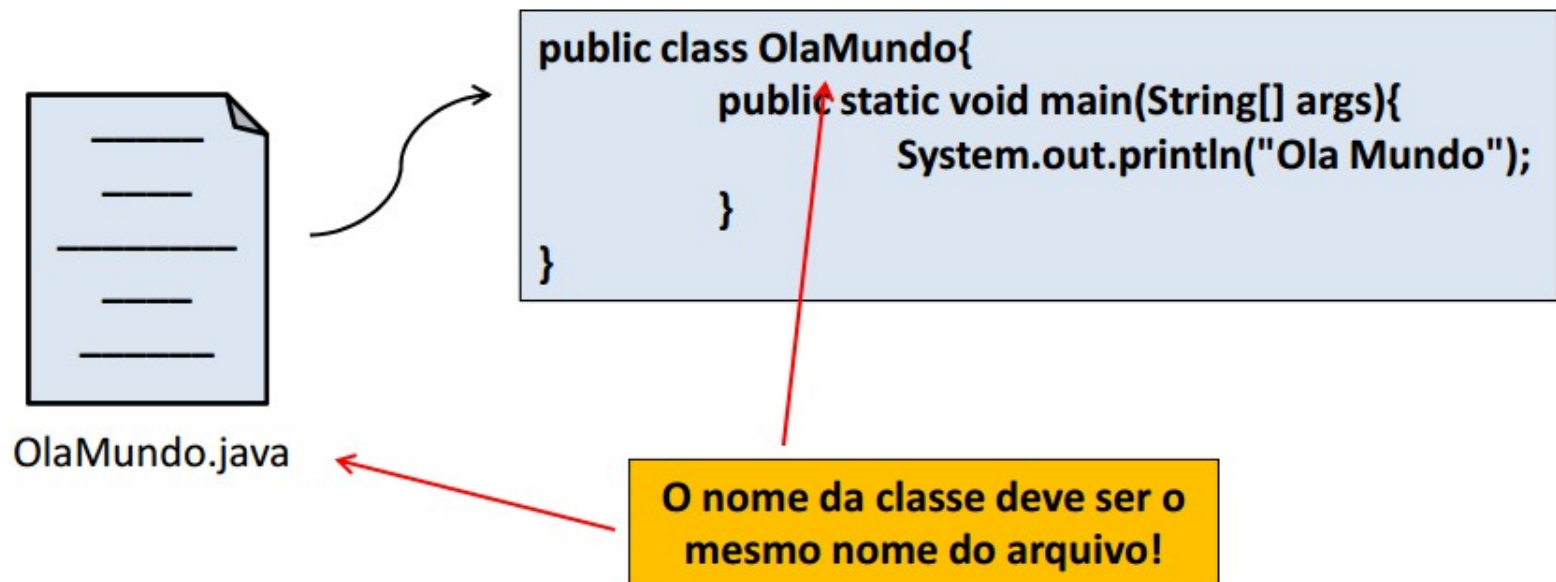 public class OlaMundo{
public static void main(String[] args){
System.out.println("Ola Mundo");
}
}
OlaMundo.java
O nome da classe deve ser o
mesmo nome do arquivo!